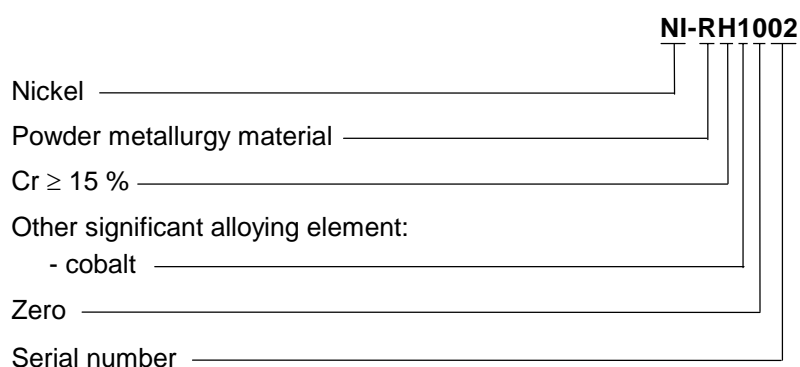 NI-RH1002
Nickel
Powder metallurgy material
Cr ≥ 15 %
Other significant alloying element:
- cobalt
Zero
Serial number